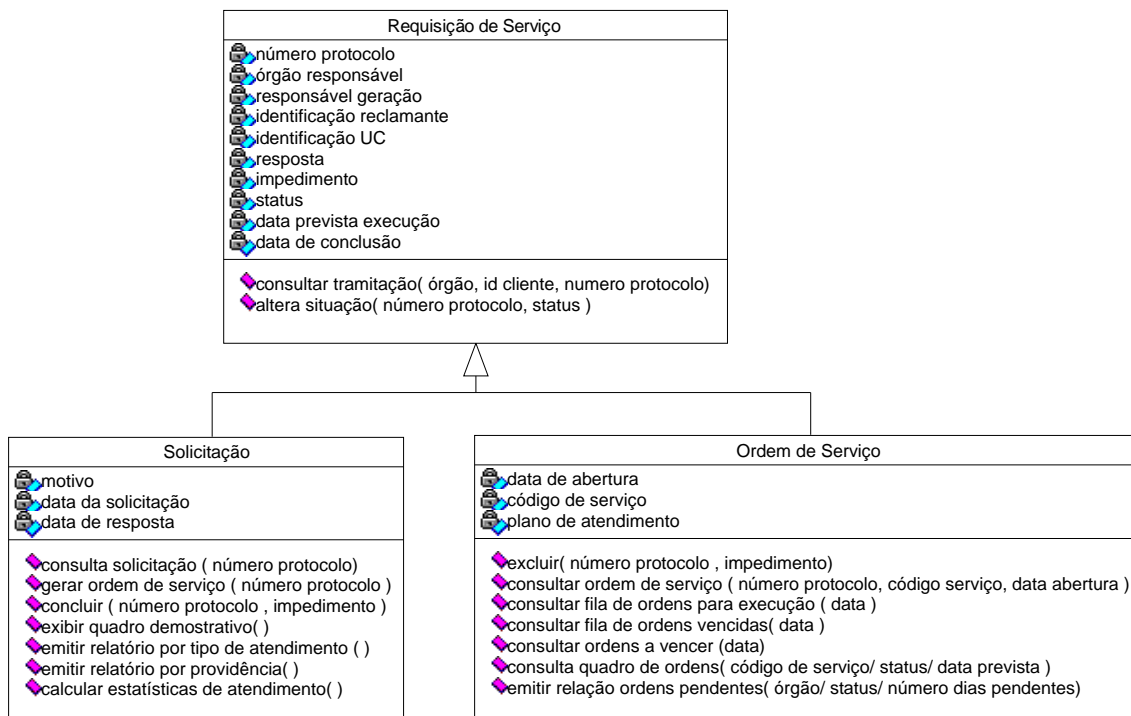 Requisição de Serviço
número protocolo
órgão responsável
responsável geração
identificação reclamante
identificação UC
resposta
impedimento
status
data prevista execução
data de conclusão
consultar tramitação( órgão, id cliente, numero protocolo)
altera situação( número protocolo, status )
Solicitação
motivo
data da solicitação
data de resposta
consulta solicitação ( número protocolo)
gerar ordem de serviço ( número protocolo )
concluir ( número protocolo , impedimento )
exibir quadro demostrativo( )
emitir relatório por tipo de atendimento ( )
emitir relatório por providência( )
calcular estatísticas de atendimento( )
Ordem de Serviço
data de abertura
código de serviço
plano de atendimento
excluir( número protocolo , impedimento)
consultar ordem de serviço ( número protocolo, código serviço, data abertura )
consultar fila de ordens para execução ( data )
consultar fila de ordens vencidas( data )
consultar ordens a vencer (data)
consulta quadro de ordens( código de serviço/ status/ data prevista )
emitir relação ordens pendentes( órgão/ status/ número dias pendentes)